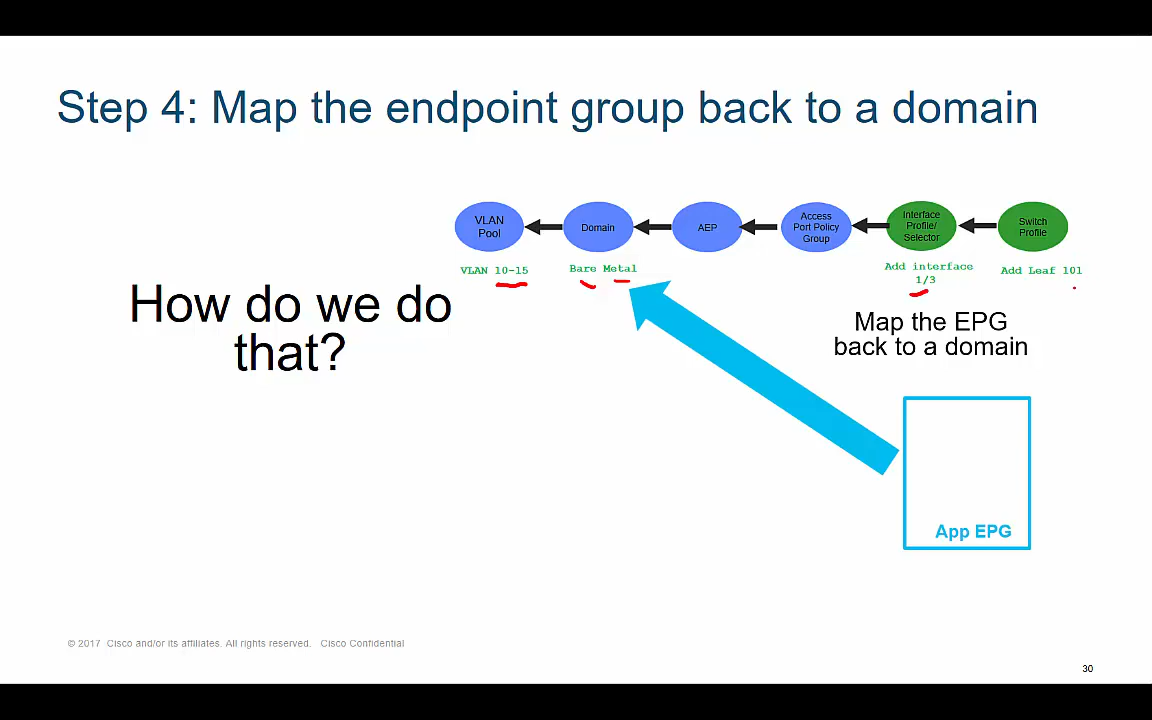 Step 4: Map the endpoint group back to a domain
VLAN
Pool
Domain
AEP
Access
Port Policy
Group
Interface
Profile/
Selector
Switch
Profile
VLAN 10-15
Bare Metal
Add interface
1/3
Add Leaf 101
How do we do
that?
Map the EPG
back to a domain
App EPG
© 2017 Cisco and/or its affiliates. All rights reserved. Cisco Confidential
30